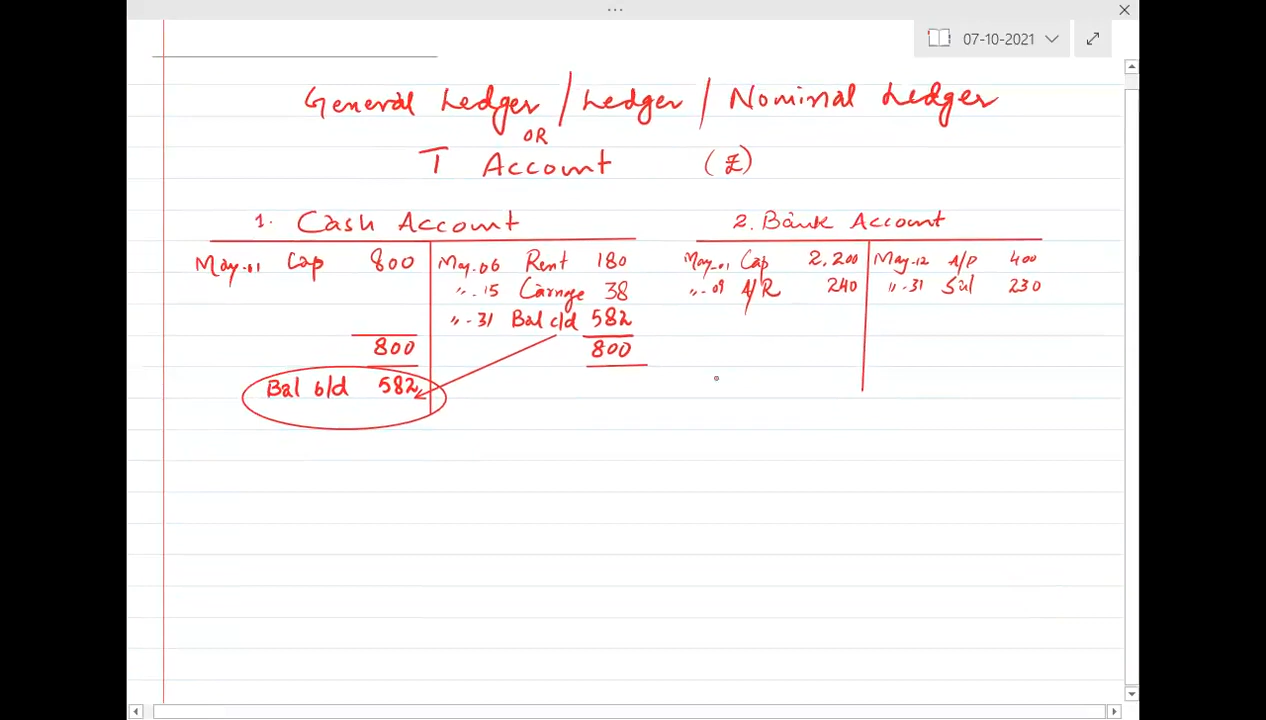 07-10-2021
General Ledger / Ledger / Nominal Ledger
OR
T Account (£)
1. Cash Account
May-01 Cap 800 May-06 Rent 180
"-15 Carriage 38
"-31 Bal c/d 582
800 800
Bal b/d 582
2. Bank Account
May-01 Cap 2,200 May-12 A/P 400
"-09 A/R 240 "-31 Sal 230